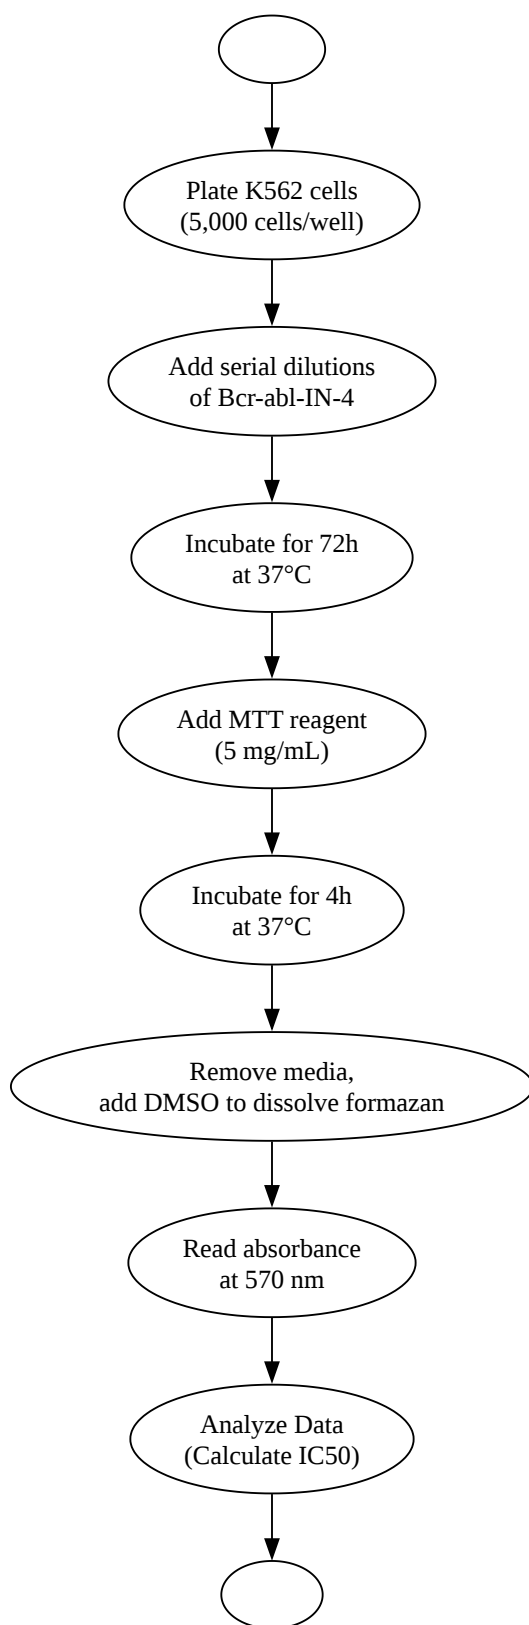 Plate K562 cells
(5,000 cells/well)
Add serial dilutions
of Bcr-abl-IN-4
Incubate for 72h
at 37°C
Add MTT reagent
(5 mg/mL)
Incubate for 4h
at 37°C
Remove media,
add DMSO to dissolve formazan
Read absorbance
at 570 nm
Analyze Data
(Calculate IC50)